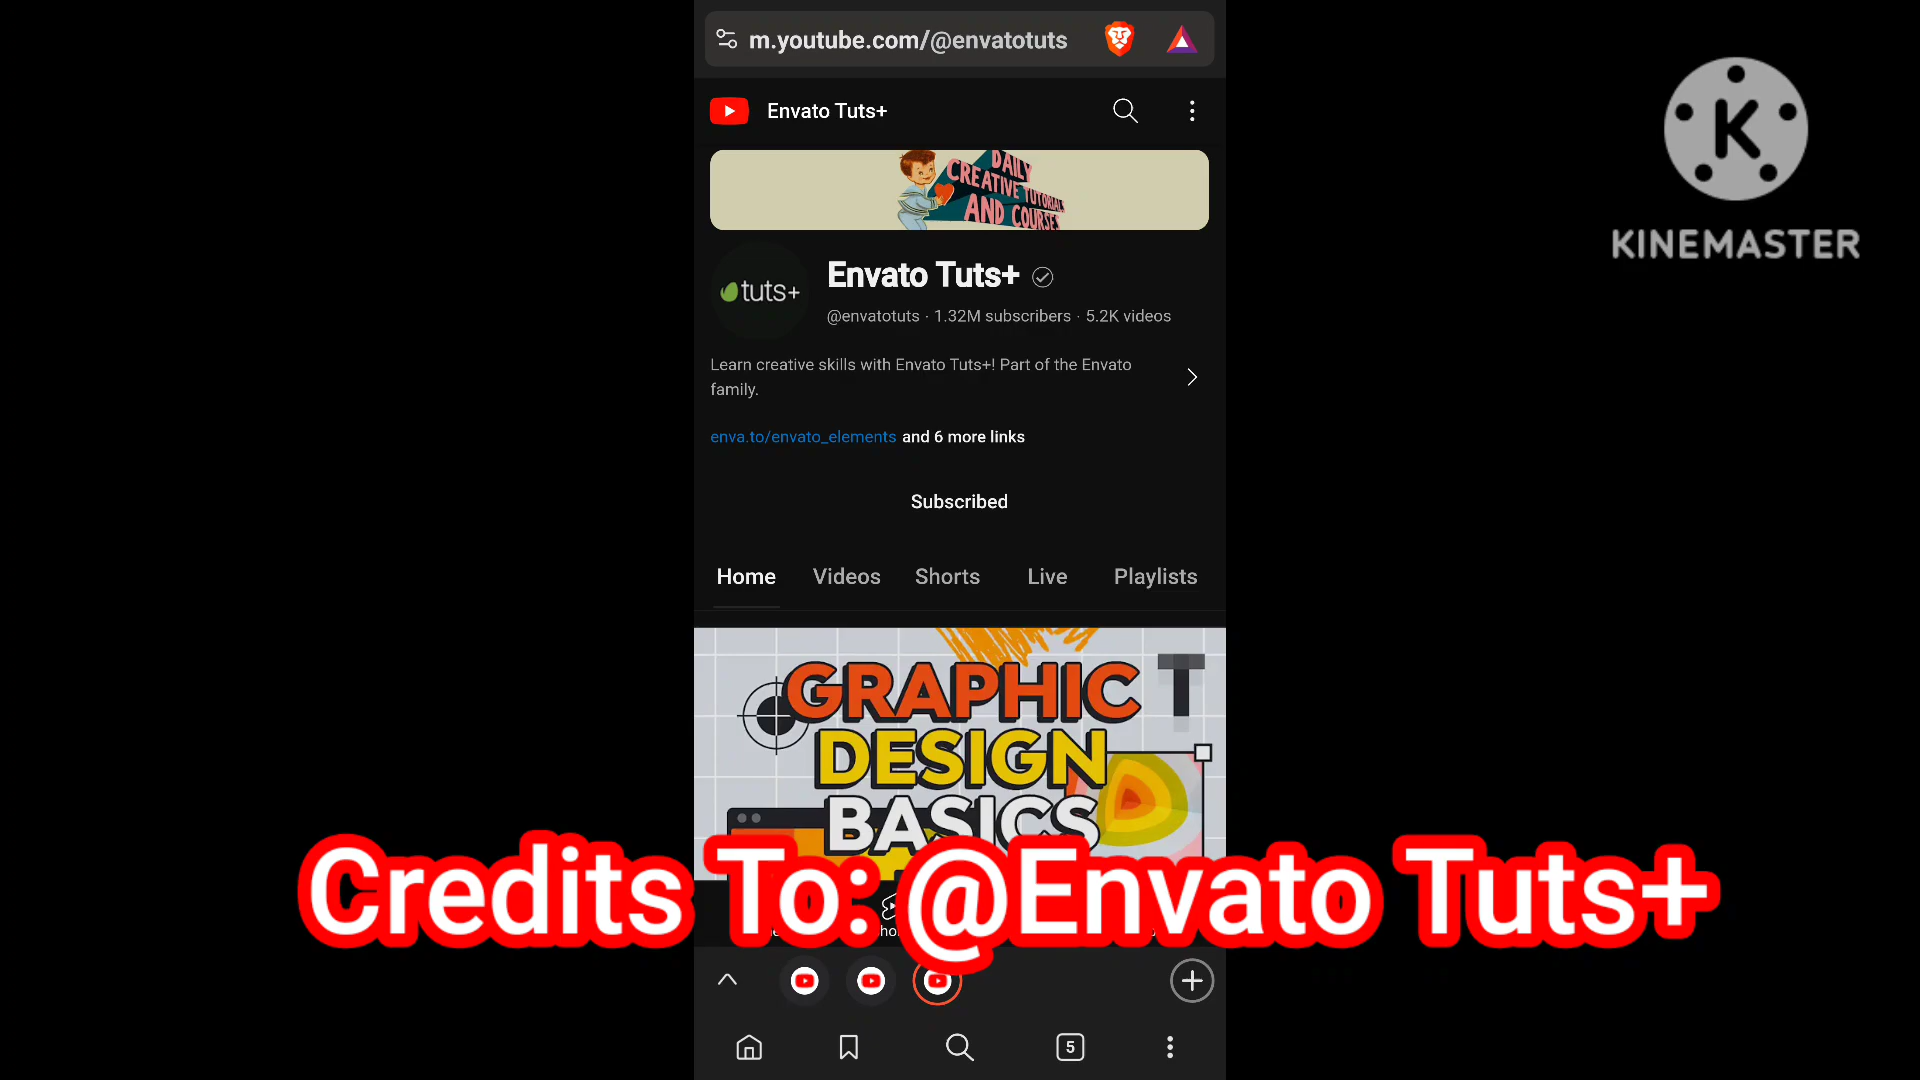 m.youtube.com/@envatotuts
K
KINEMASTER
Envato Tuts+
DAILY
CREATIVE TUTORIALS
AND COURSES
tuts+
Envato Tuts+
@envatotuts · 1.32M subscribers · 5.2K videos
Learn creative skills with Envato Tuts+! Part of the Envato
family.
enva.to/envato_elements and 6 more links
Subscribed
Home Videos Shorts Live Playlists
GRAPHIC T
DESIGN
BASICS
Credits To: @Envato Tuts+
5